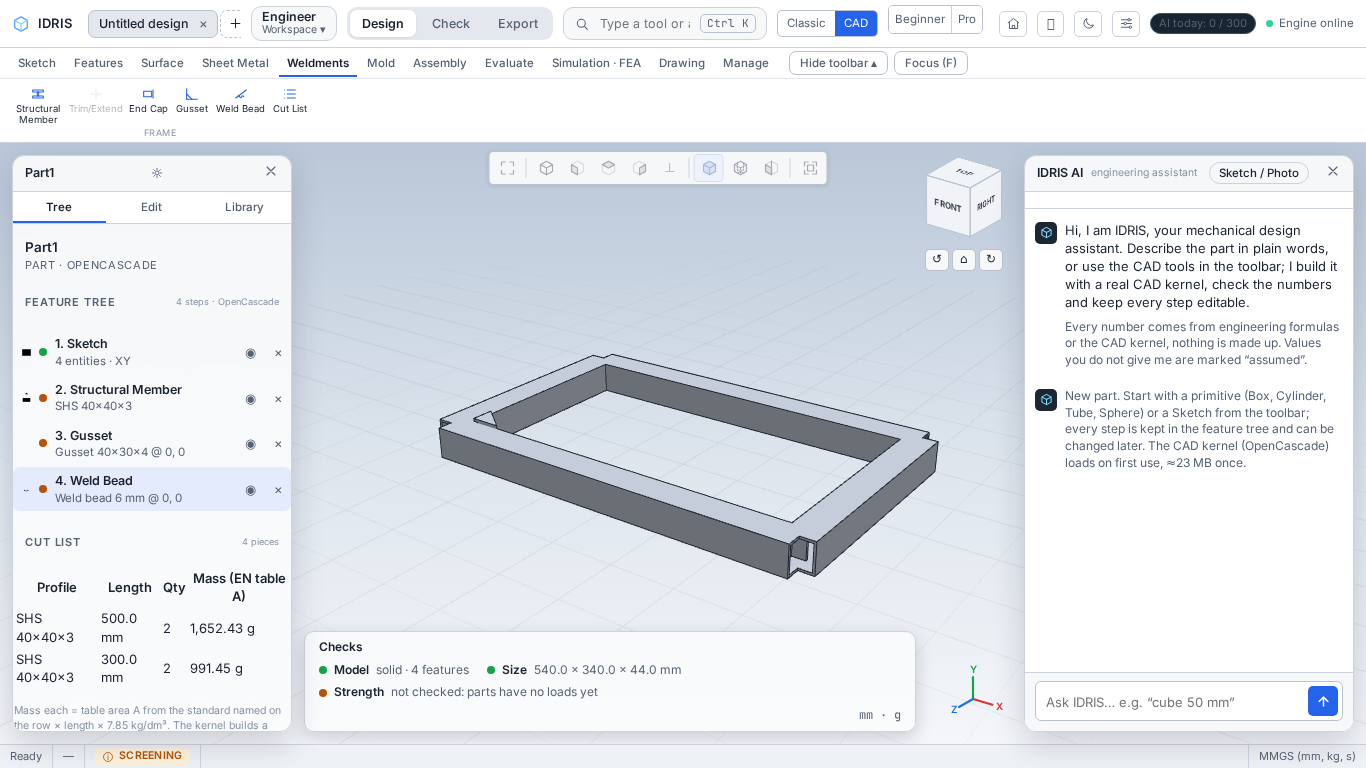 IDRIS
Untitled design ×
+
Engineer
Workspace ▾
Design
Check
Export
Type a tool or
Ctrl K
Classic
CAD
Beginner
Pro
AI today: 0 / 300
Engine online
Sketch
Features
Surface
Sheet Metal
Weldments
Mold
Assembly
Evaluate
Simulation · FEA
Drawing
Manage
Hide toolbar ▴
Focus (F)
Structural
Member
Trim/Extend
End Cap
Gusset
Weld Bead
Cut List
FRAME
Part1
Tree
Edit
Library
Part1
PART · OPENCASCADE
FEATURE TREE
4 steps · OpenCascade
1. Sketch
4 entities · XY
2. Structural Member
SHS 40×40×3
3. Gusset
Gusset 40×30×4 @ 0, 0
4. Weld Bead
Weld bead 6 mm @ 0, 0
CUT LIST
4 pieces
Profile Length Qty Mass (EN table A)
SHS 40×40×3 500.0 mm 2 1,652.43 g
SHS 40×40×3 300.0 mm 2 991.45 g
Mass each = table area A from the standard named on
the row × length × 7.85 kg/dm³. The kernel builds a
TOP
FRONT
RIGHT
Checks
Model solid · 4 features
Size 540.0 × 340.0 × 44.0 mm
Strength not checked: parts have no loads yet
mm · g
Y
X
Z
IDRIS AI engineering assistant
Sketch / Photo
Hi, I am IDRIS, your mechanical design
assistant. Describe the part in plain words,
or use the CAD tools in the toolbar; I build it
with a real CAD kernel, check the numbers
and keep every step editable.
Every number comes from engineering formulas
or the CAD kernel, nothing is made up. Values
you do not give me are marked “assumed”.
New part. Start with a primitive (Box, Cylinder,
Tube, Sphere) or a Sketch from the toolbar;
every step is kept in the feature tree and can be
changed later. The CAD kernel (OpenCascade)
loads on first use, ≈23 MB once.
Ask IDRIS... e.g. “cube 50 mm”
Ready
—
SCREENING
MMGS (mm, kg, s)